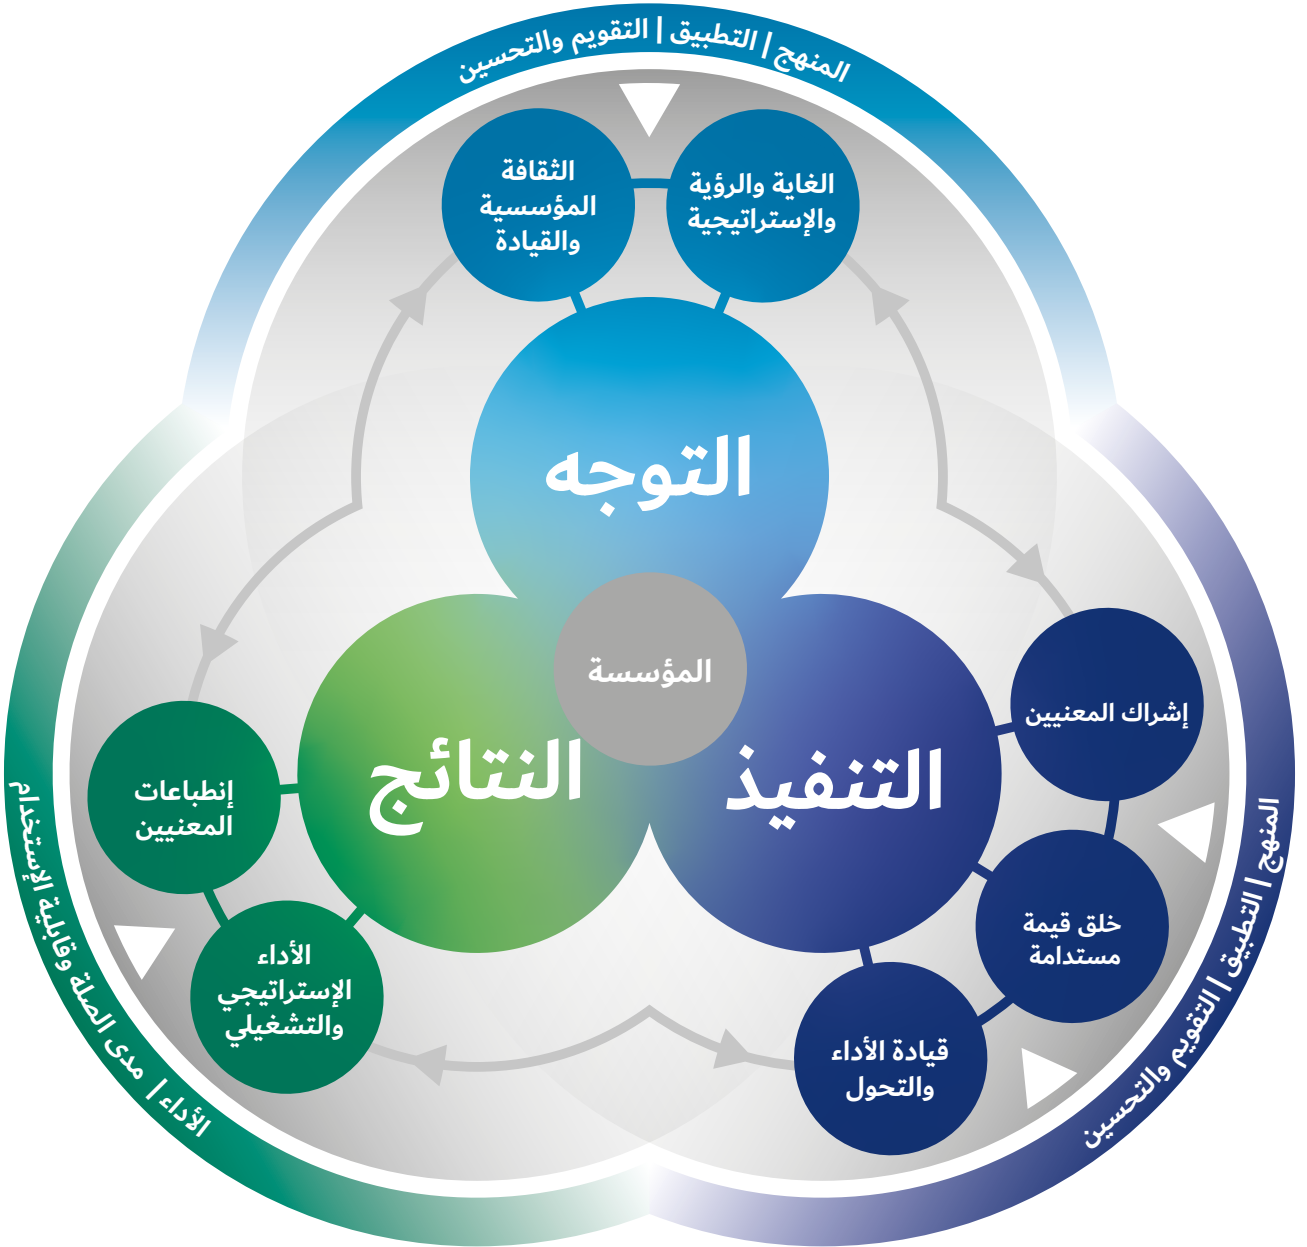 المنهج | التطبيق | التقويم والتحسين
الغاية والرؤية
والإستراتيجية
الثقافة
المؤسسية
والقيادة
التوجه
المؤسسة
التنفيذ
النتائج
إشراك المعنيين
خلق قيمة
مستدامة
قيادة الأداء
والتحول
المنهج | التطبيق | التقويم والتحسين
إنطباعات
المعنيين
الأداء
الإستراتيجي
والتشغيلي
الأداء | مدى الصلة وقابلية الإستخدام